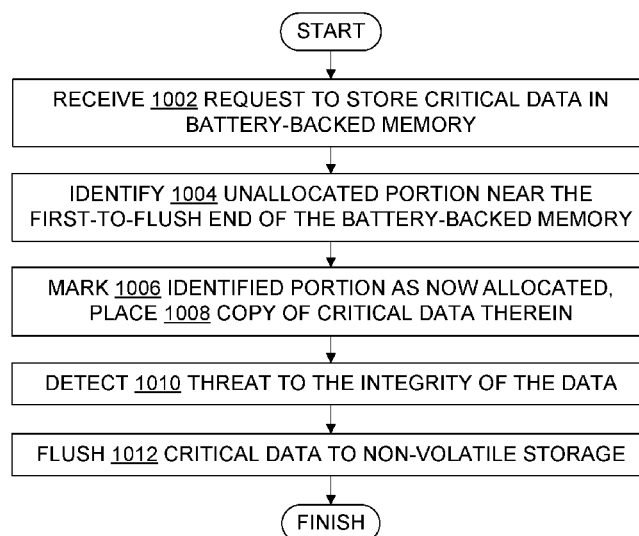 START
RECEIVE 1002 REQUEST TO STORE CRITICAL DATA IN
BATTERY-BACKED MEMORY
IDENTIFY 1004 UNALLOCATED PORTION NEAR THE
FIRST-TO-FLUSH END OF THE BATTERY-BACKED MEMORY
MARK 1006 IDENTIFIED PORTION AS NOW ALLOCATED,
PLACE 1008 COPY OF CRITICAL DATA THEREIN
DETECT 1010 THREAT TO THE INTEGRITY OF THE DATA
FLUSH 1012 CRITICAL DATA TO NON-VOLATILE STORAGE
FINISH